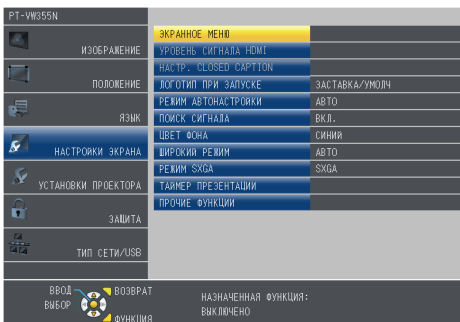 PT-VW355N
ИЗОБРАЖЕНИЕ
ПОЛОЖЕНИЕ
ЯЗЫК
НАСТРОЙКИ ЭКРАНА
УСТАНОВКИ ПРОЕКТОРА
ЗАЩИТА
ТИП СЕТИ/USB
ЭКРАННОЕ МЕНЮ
УРОВЕНЬ СИГНАЛА HDMI
НАСТР. CLOSED CAPTION
ЛОГОТИП ПРИ ЗАПУСКЕ ЗАСТАВКА/УМОЛЧ
РЕЖИМ АВТОНАСТРОЙКИ АВТО
ПОИСК СИГНАЛА ВКЛ.
ЦВЕТ ФОНА СИНИЙ
ШИРОКИЙ РЕЖИМ АВТО
РЕЖИМ SXGA SXGA
ТАЙМЕР ПРЕЗЕНТАЦИИ
ПРОЧИЕ ФУНКЦИИ
ВВОД ВОЗВРАТ
ВЫБОР
ФУНКЦИЯ
НАЗНАЧЕННАЯ ФУНКЦИЯ:
ВЫКЛЮЧЕНО